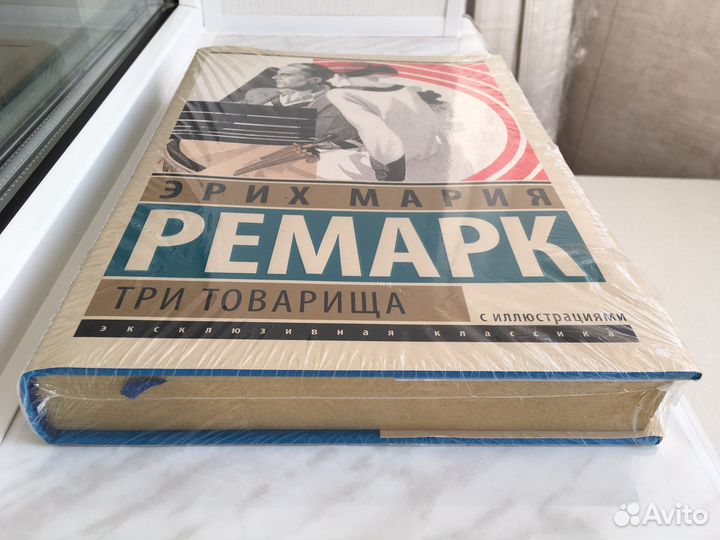 ЭРИХ МАРИЯ
РЕМАРК
ТРИ ТОВАРИЩА
с иллюстрациями
эксклюзивная классика
Avito